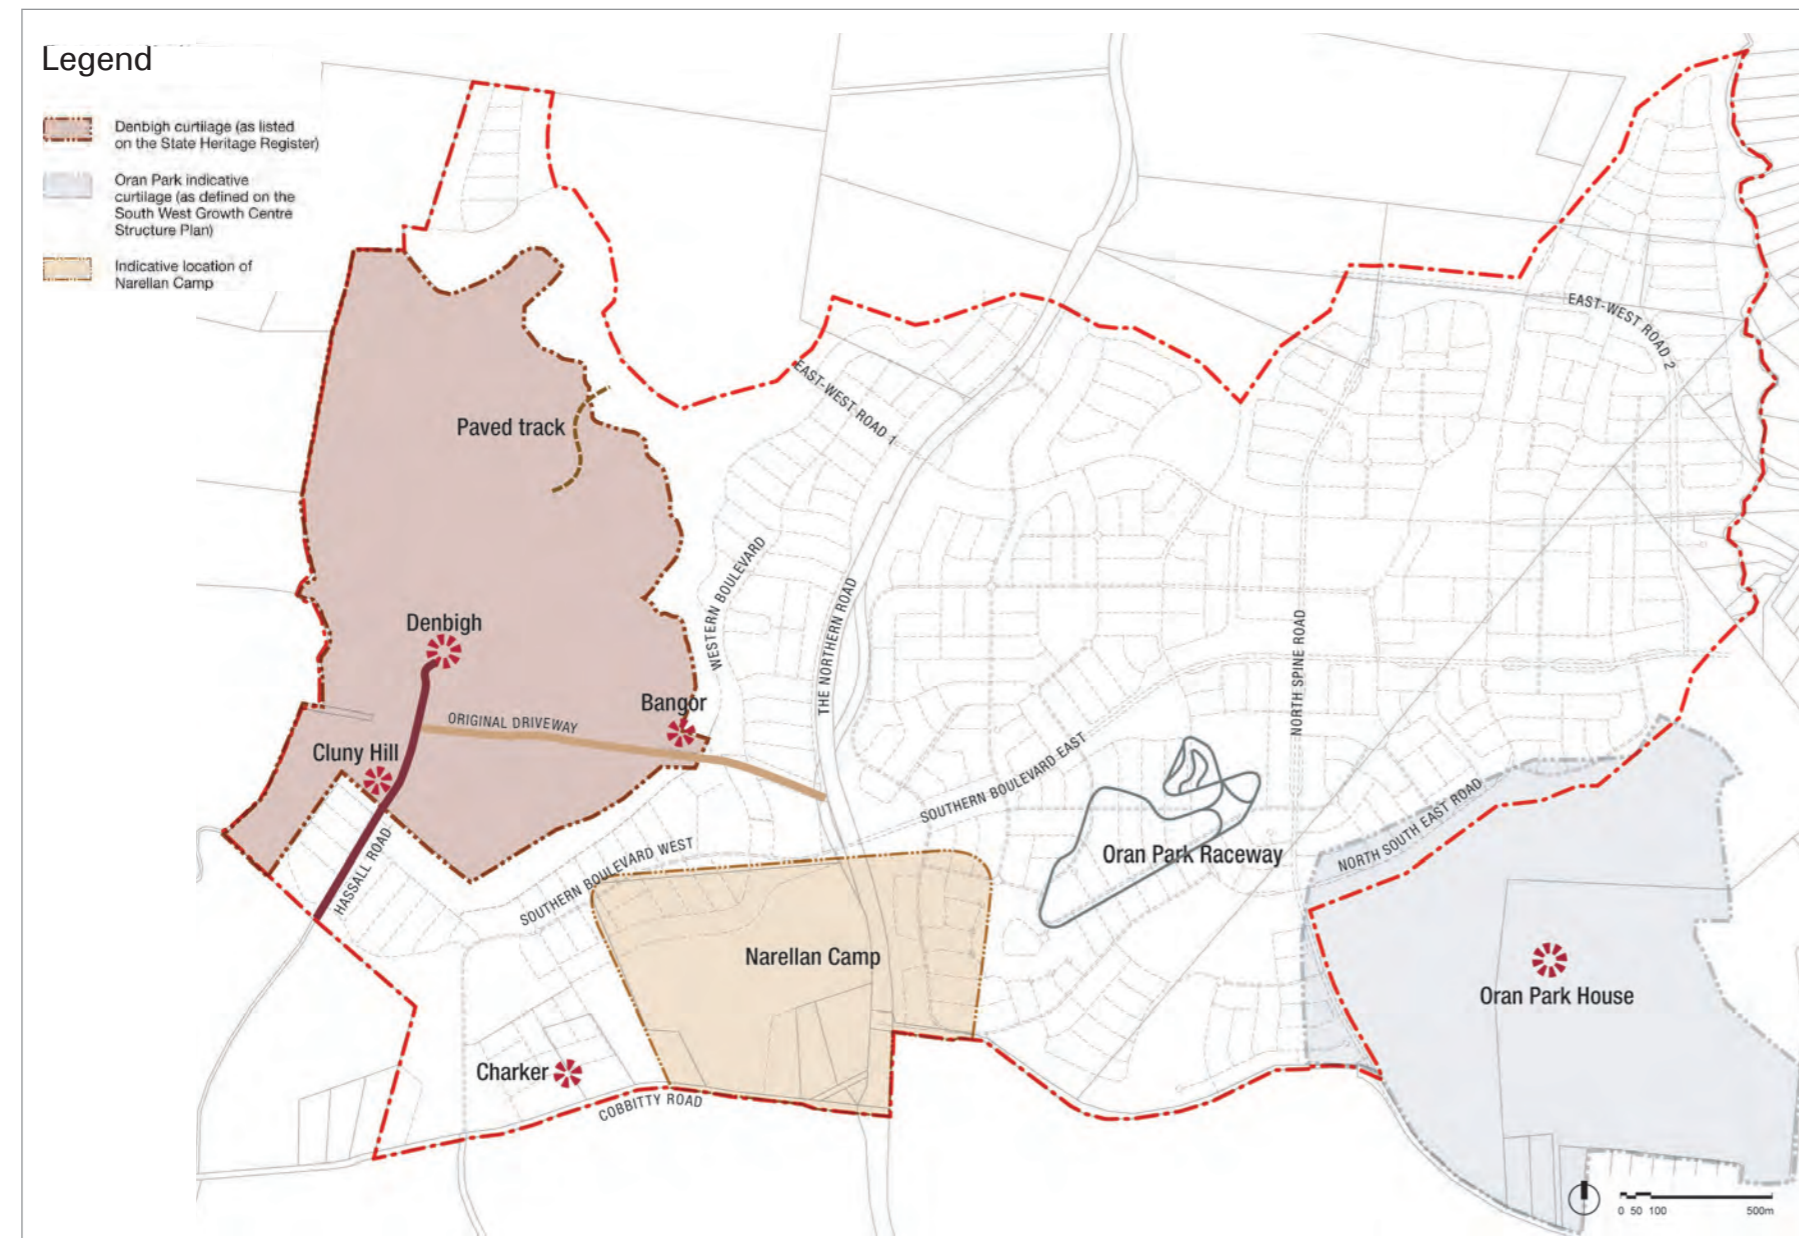 Legend
Denbigh curtilage (as listed
on the State Heritage Register)
Oran Park indicative
curtilage (as defined on the
South West Growth Centre
Structure Plan)
Indicative location of
Narellan Camp
EAST-WEST ROAD 2
EAST-WEST ROAD 1
Paved track
WESTERN BOULEVARD
THE NORTHERN ROAD
NORTH SPINE ROAD
Denbigh
Bangor
ORIGINAL DRIVEWAY
Cluny Hill
SOUTHERN BOULEVARD EAST
HASSALL ROAD
SOUTHERN BOULEVARD WEST
Oran Park Raceway
NORTH SOUTH EAST ROAD
Narellan Camp
Oran Park House
Charker
COBBITTY ROAD
0 50 100 500m